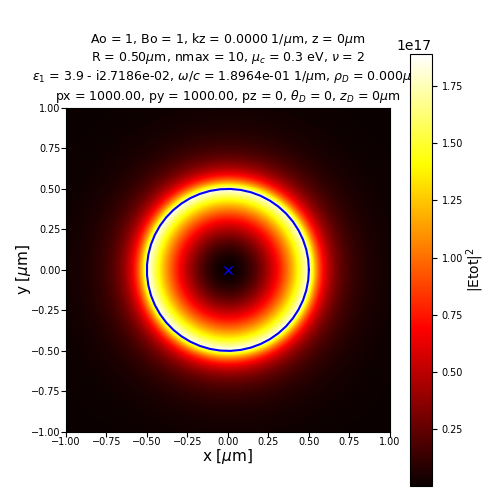 Ao = 1, Bo = 1, kz = 0.0000 1/μm, z = 0μm
R = 0.50μm, nmax = 10, μc = 0.3 eV, ν = 2
ε1 = 3.9 - i2.7186e-02, ω/c = 1.8964e-01 1/μm, ρD = 0.000μ
px = 1000.00, py = 1000.00, pz = 0, θD = 0, zD = 0μm
1e17
1.00
0.75
0.50
0.25
0.00
−0.25
−0.50
−0.75
−1.00
y [μm]
−1.00 −0.75 −0.50 −0.25 0.00 0.25 0.50 0.75 1.00
x [μm]
1.75
1.50
1.25
1.00
0.75
0.50
0.25
|Etot|²